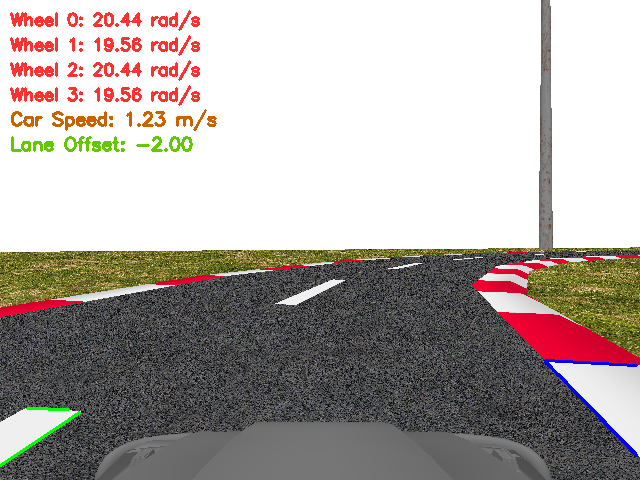 Wheel 0: 20.44 rad/s
Wheel 1: 19.56 rad/s
Wheel 2: 20.44 rad/s
Wheel 3: 19.56 rad/s
Car Speed: 1.23 m/s
Lane Offset: -2.00